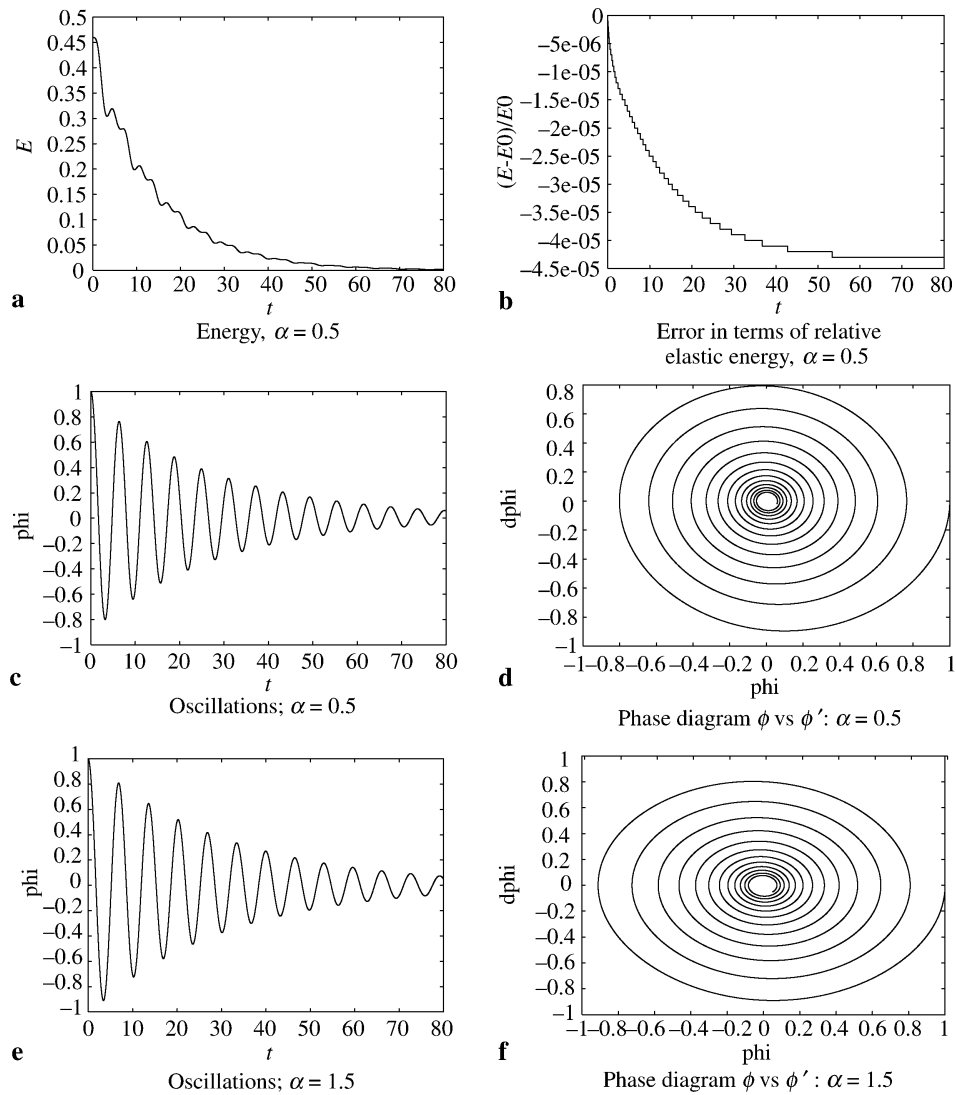 0.5
0.45
0.4
0.35
0.3
0.25
0.2
0.15
0.1
0.05
0
E
0 10 20 30 40 50 60 70 80
t
a
Energy, α = 0.5
0
–5e-06
–1e-05
–1.5e-05
–2e-05
–2.5e-05
–3e-05
–3.5e-05
–4e-05
–4.5e-05
(E-E0)/E0
0 10 20 30 40 50 60 70 80
t
b
Error in terms of relative
elastic energy, α = 0.5
1
0.8
0.6
0.4
0.2
0
–0.2
–0.4
–0.6
–0.8
–1
phi
0 10 20 30 40 50 60 70 80
t
c
Oscillations; α = 0.5
0.8
0.6
0.4
0.2
0
–0.2
–0.4
–0.6
–0.8
–1
dphi
–1–0.8 –0.6 –0.4–0.2 0 0.2 0.4 0.6 0.8 1
phi
d
Phase diagram ϕ vs ϕ′: α = 0.5
1
0.8
0.6
0.4
0.2
0
–0.2
–0.4
–0.6
–0.8
–1
phi
0 10 20 30 40 50 60 70 80
t
e
Oscillations; α = 1.5
1
0.8
0.6
0.4
0.2
0
–0.2
–0.4
–0.6
–0.8
–1
dphi
–1–0.8 –0.6 –0.4–0.2 0 0.2 0.4 0.6 0.8 1
phi
f
Phase diagram ϕ vs ϕ′ : α = 1.5